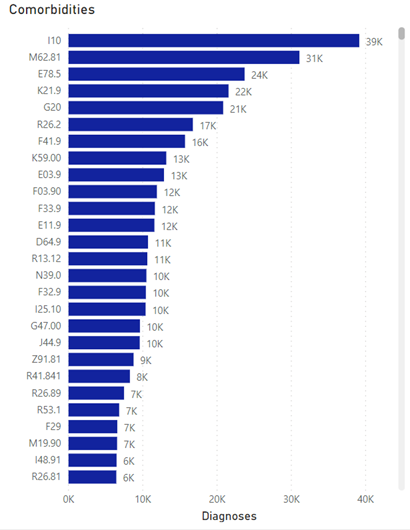 Comorbidities
I10 39K
M62.81 31K
E78.5 24K
K21.9 22K
G20 21K
R26.2 17K
F41.9 16K
K59.00 13K
E03.9 13K
F03.90 12K
F33.9 12K
E11.9 12K
D64.9 11K
R13.12 11K
N39.0 10K
F32.9 10K
I25.10 10K
G47.00 10K
J44.9 10K
Z91.81 9K
R41.841 8K
R26.89 7K
R53.1 7K
F29 7K
M19.90 7K
I48.91 6K
R26.81 6K
0K 10K 20K 30K 40K
Diagnoses